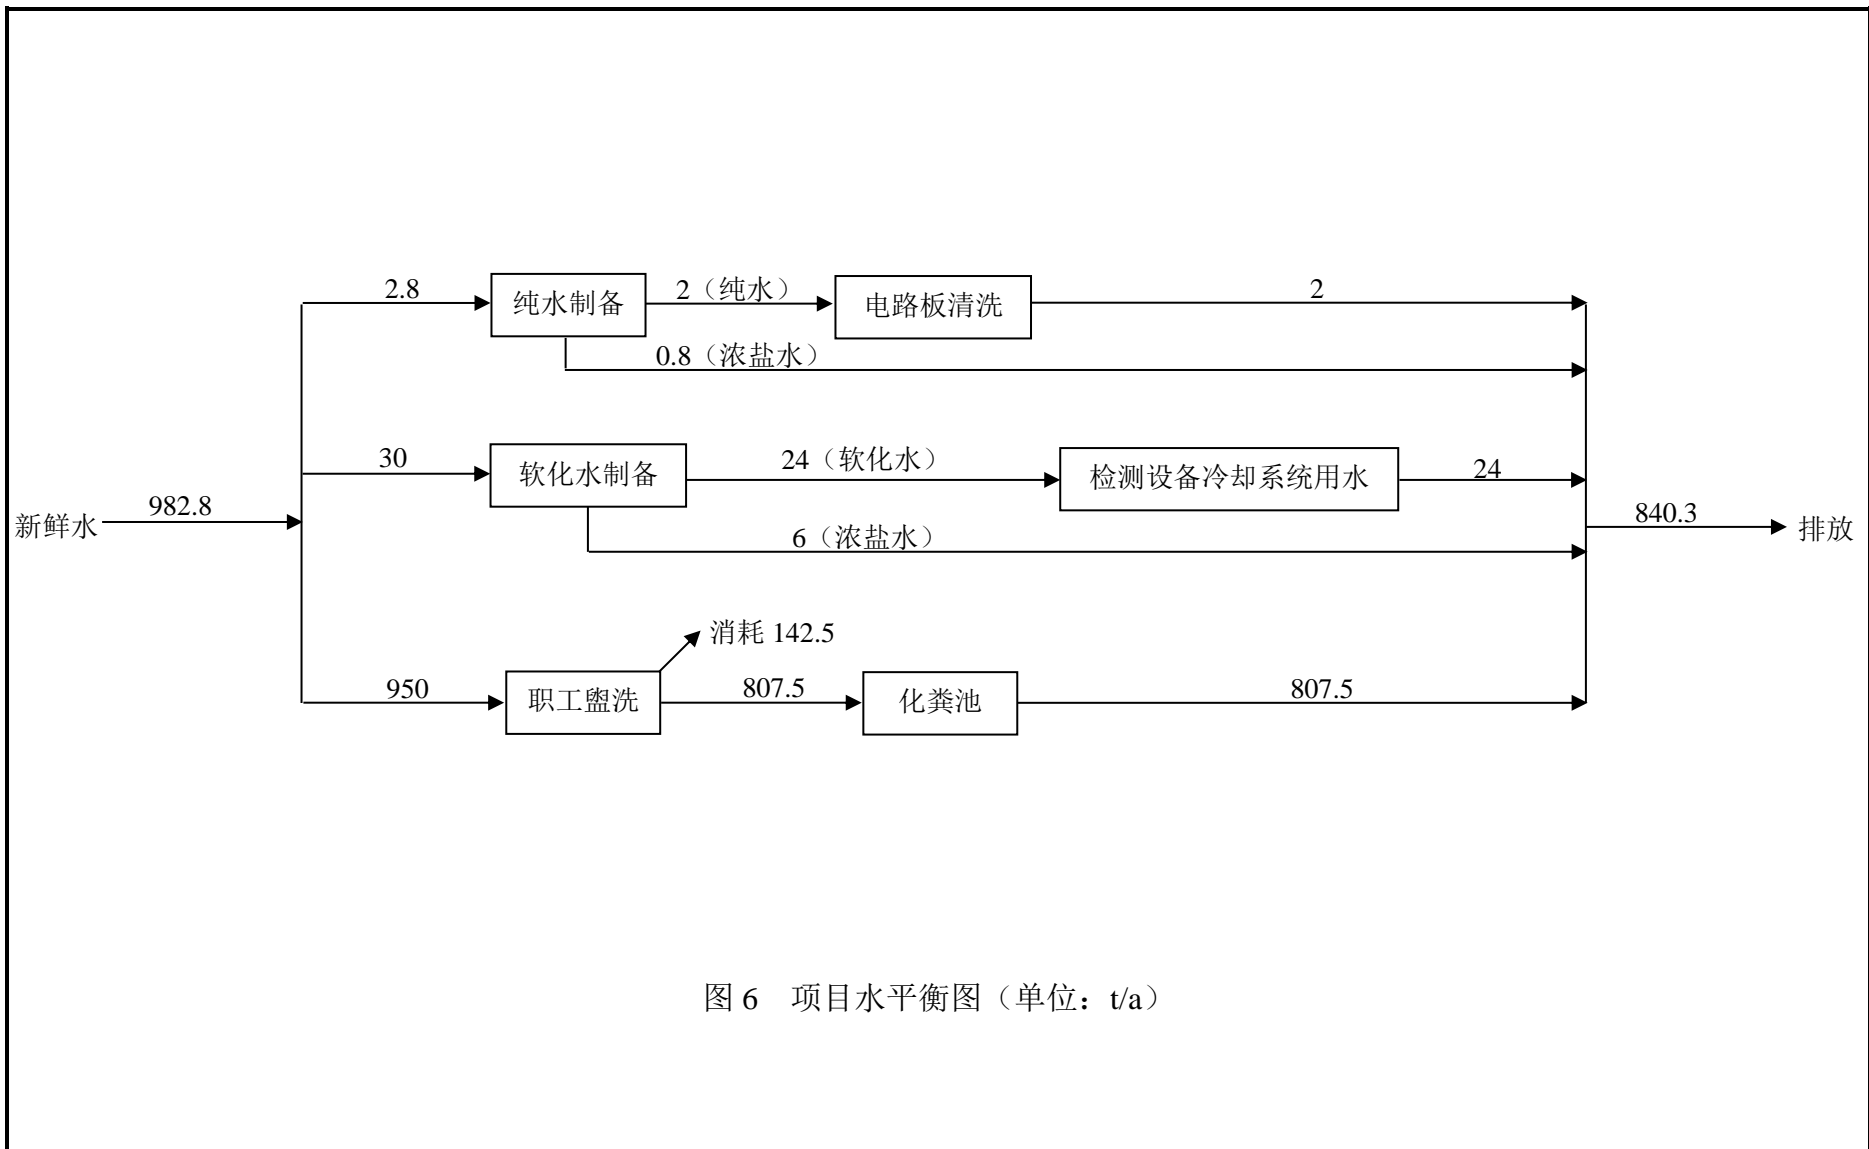 2.8
纯水制备
2（纯水）
电路板清洗
2
0.8（浓盐水）
30
软化水制备
24（软化水）
检测设备冷却系统用水
24
新鲜水
982.8
6（浓盐水）
840.3
排放
消耗 142.5
950
职工盥洗
807.5
化粪池
807.5
图 6 项目水平衡图（单位：t/a）